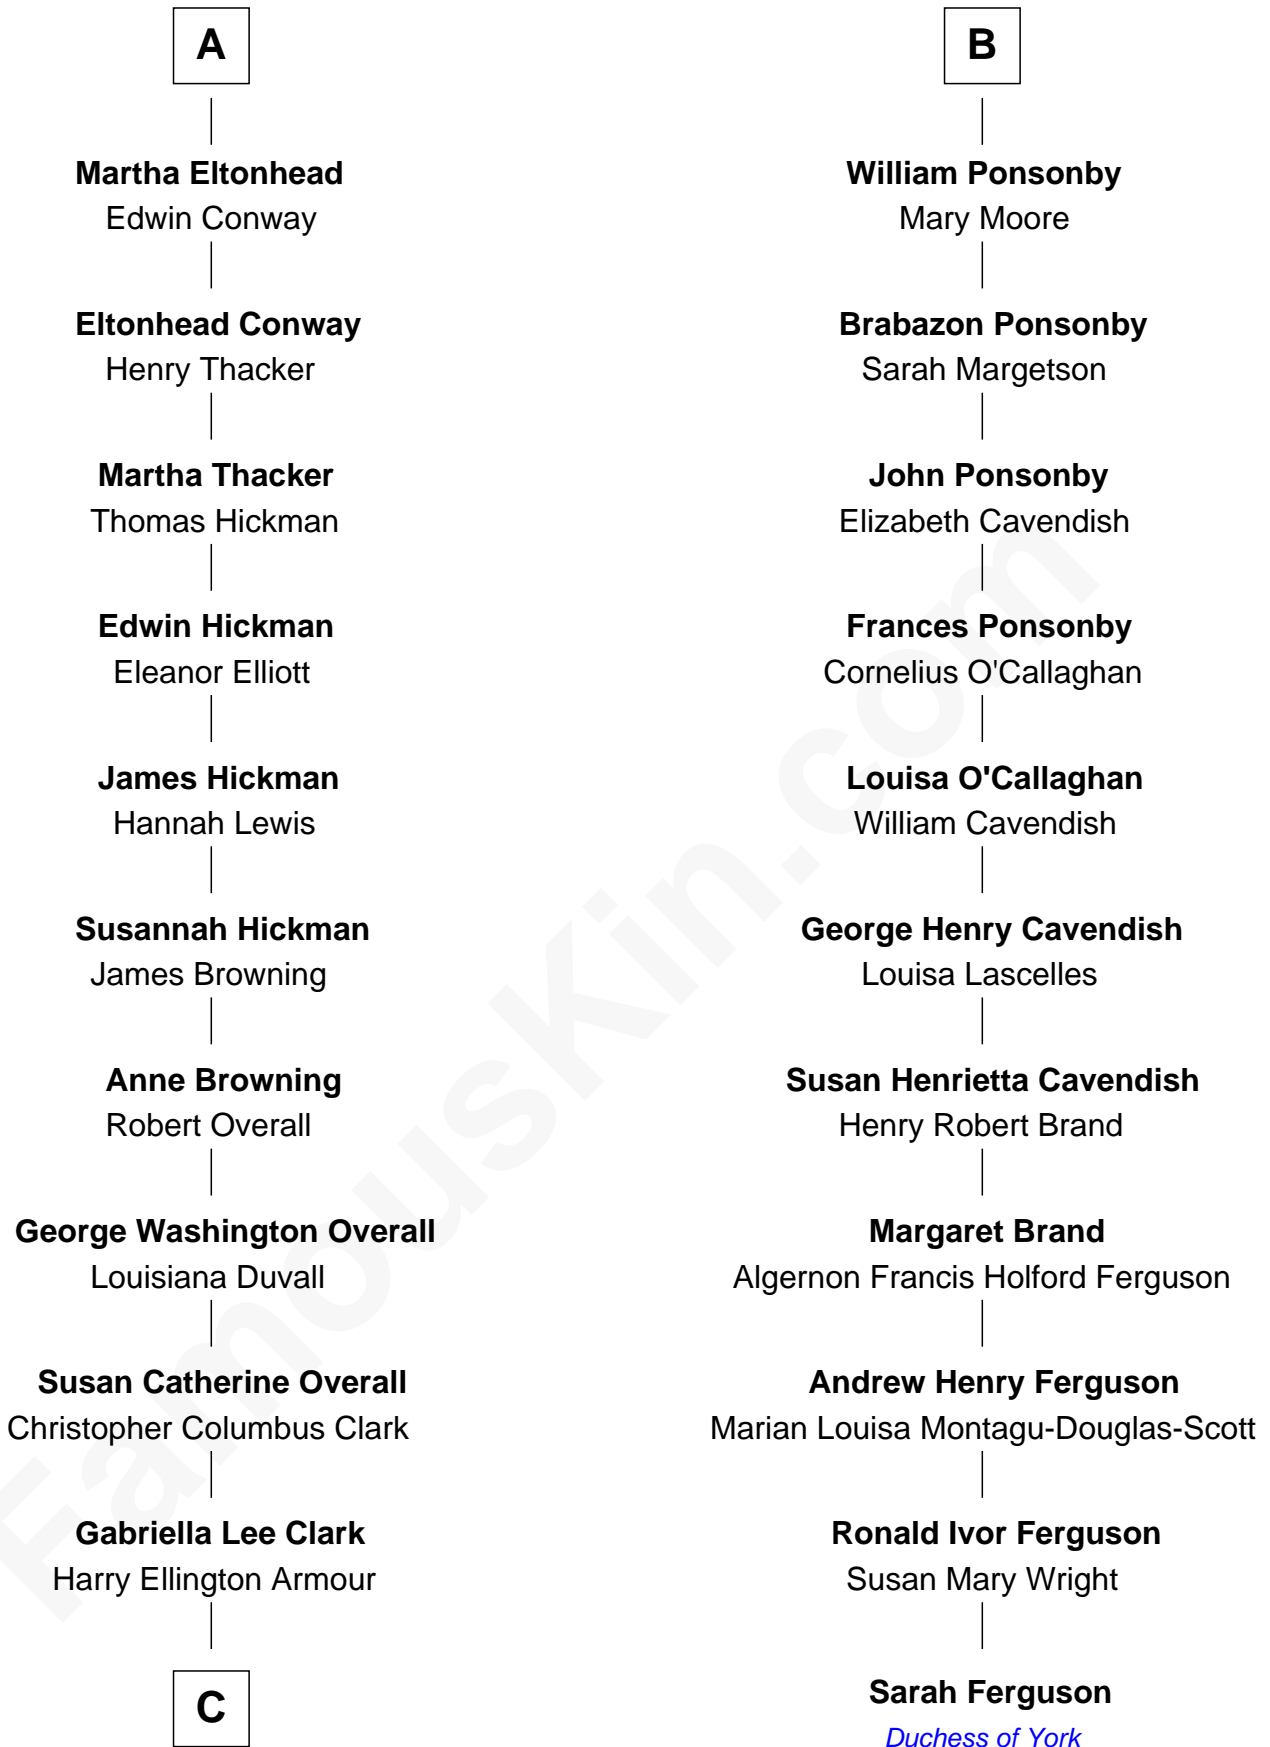 A
Martha Eltonhead
Edwin Conway
Eltonhead Conway
Henry Thacker
Martha Thacker
Thomas Hickman
Edwin Hickman
Eleanor Elliott
James Hickman
Hannah Lewis
Susannah Hickman
James Browning
Anne Browning
Robert Overall
George Washington Overall
Louisiana Duvall
Susan Catherine Overall
Christopher Columbus Clark
Gabriella Lee Clark
Harry Ellington Armour
C
B
William Ponsonby
Mary Moore
Brabazon Ponsonby
Sarah Margetson
John Ponsonby
Elizabeth Cavendish
Frances Ponsonby
Cornelius O'Callaghan
Louisa O'Callaghan
William Cavendish
George Henry Cavendish
Louisa Lascelles
Susan Henrietta Cavendish
Henry Robert Brand
Margaret Brand
Algernon Francis Holford Ferguson
Andrew Henry Ferguson
Marian Louisa Montagu-Douglas-Scott
Ronald Ivor Ferguson
Susan Mary Wright
Sarah Ferguson
Duchess of York
FamousKin.com